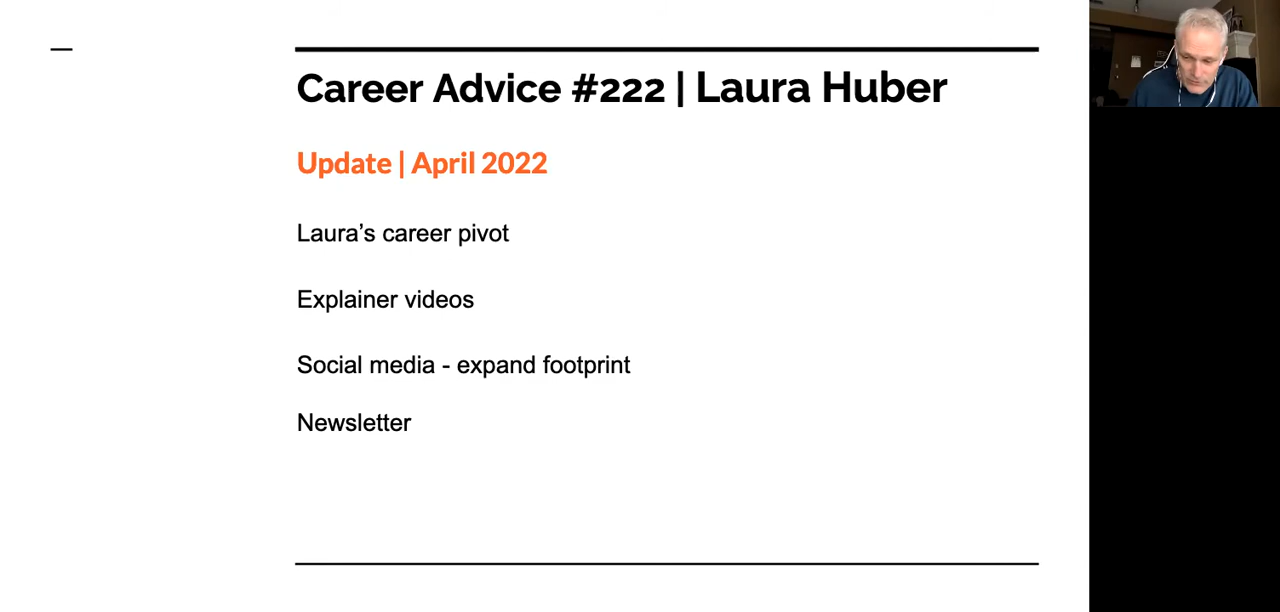 Career Advice #222 | Laura Huber
Update | April 2022
Laura’s career pivot
Explainer videos
Social media - expand footprint
Newsletter